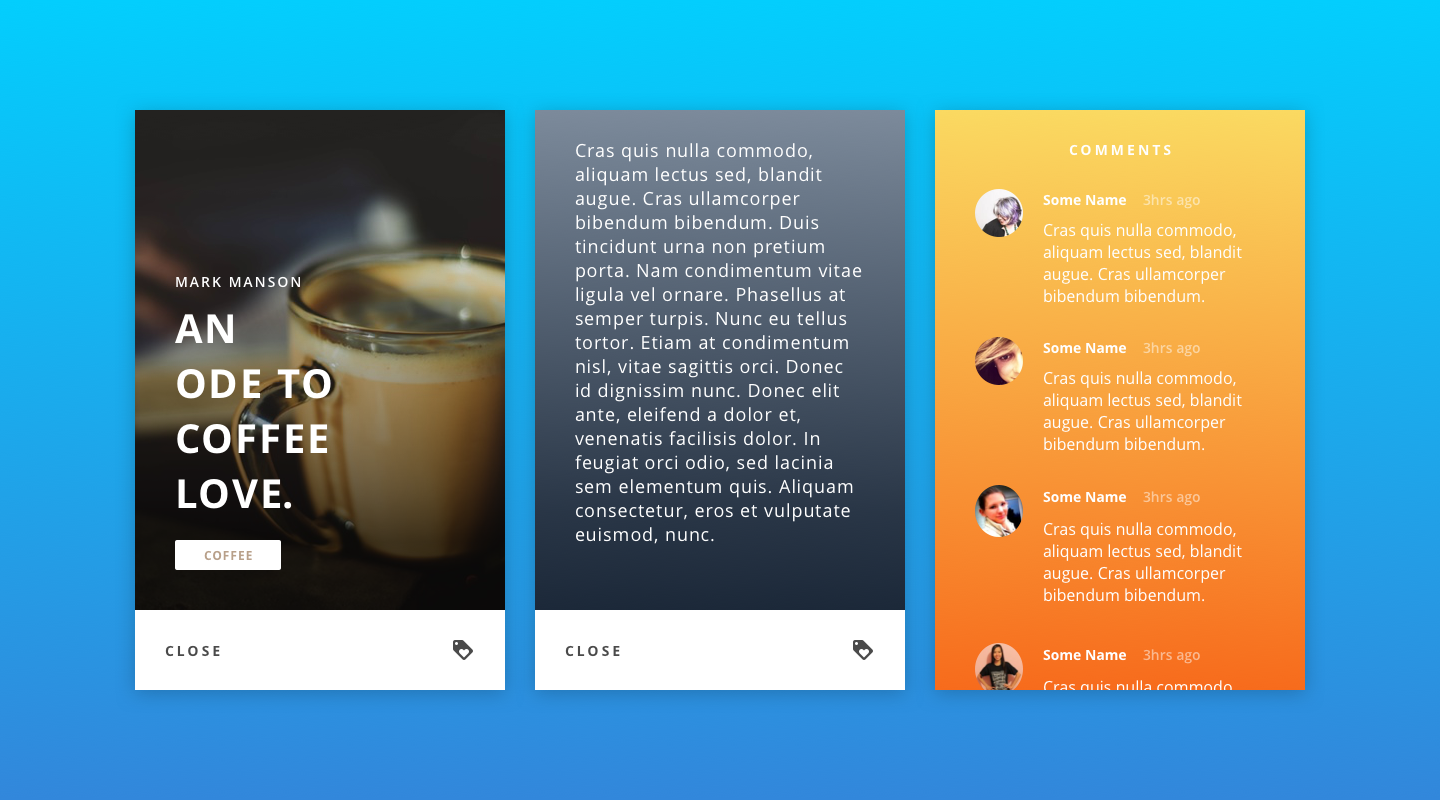 MARK MANSON
AN
ODE TO
COFFEE
LOVE.
COFFEE
CLOSE
Cras quis nulla commodo,
aliquam lectus sed, blandit
augue. Cras ullamcorper
bibendum bibendum. Duis
tincidunt urna non pretium
porta. Nam condimentum vitae
ligula vel ornare. Phasellus at
semper turpis. Nunc eu tellus
tortor. Etiam at condimentum
nisl, vitae sagittis orci. Donec
id dignissim nunc. Donec elit
ante, eleifend a dolor et,
venenatis facilisis dolor. In
feugiat orci odio, sed lacinia
sem elementum quis. Aliquam
consectetur, eros et vulputate
euismod, nunc.
CLOSE
COMMENTS
Some Name 3hrs ago
Cras quis nulla commodo,
aliquam lectus sed, blandit
augue. Cras ullamcorper
bibendum bibendum.
Some Name 3hrs ago
Cras quis nulla commodo,
aliquam lectus sed, blandit
augue. Cras ullamcorper
bibendum bibendum.
Some Name 3hrs ago
Cras quis nulla commodo,
aliquam lectus sed, blandit
augue. Cras ullamcorper
bibendum bibendum.
Some Name 3hrs ago
Cras quis nulla commodo